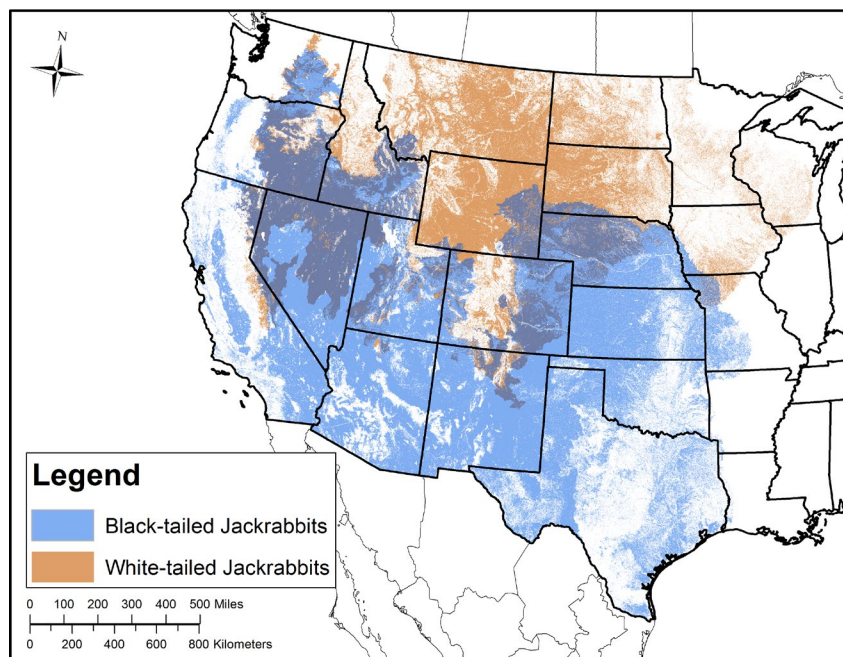 N
Legend
Black-tailed Jackrabbits
White-tailed Jackrabbits
0 100 200 300 400 500 Miles
0 200 400 600 800 Kilometers